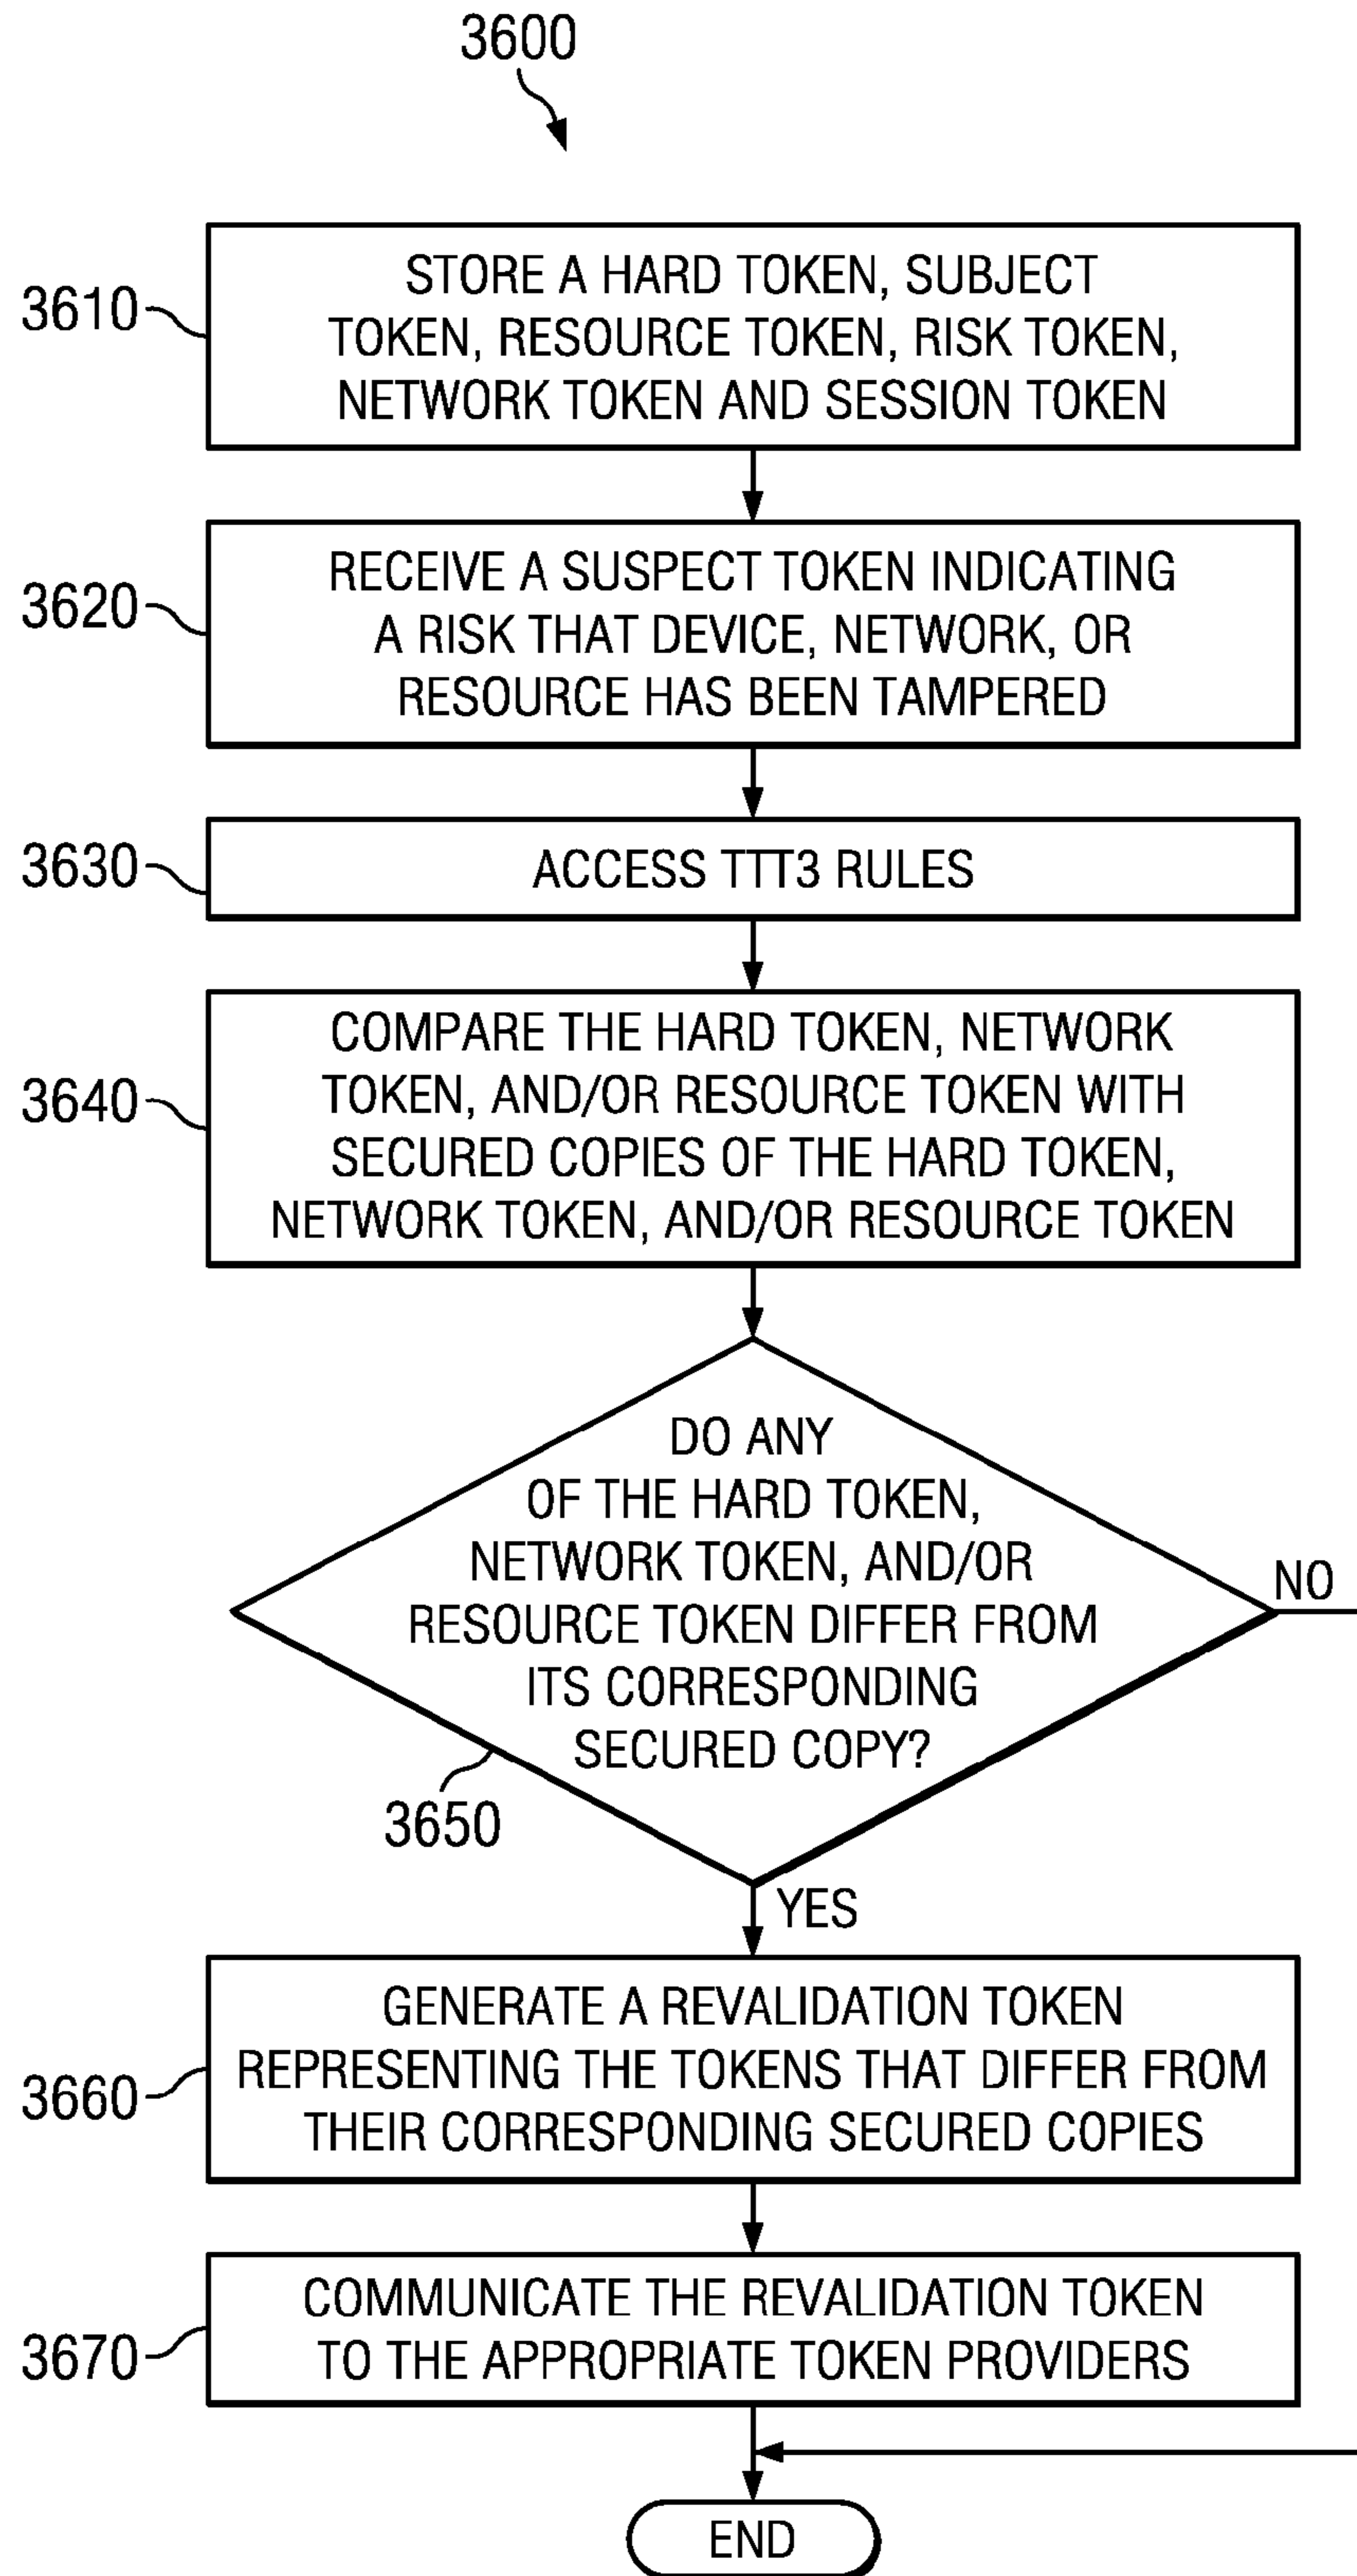 3600
3610
STORE A HARD TOKEN, SUBJECT
TOKEN, RESOURCE TOKEN, RISK TOKEN,
NETWORK TOKEN AND SESSION TOKEN
3620
RECEIVE A SUSPECT TOKEN INDICATING
A RISK THAT DEVICE, NETWORK, OR
RESOURCE HAS BEEN TAMPERED
3630
ACCESS TTT3 RULES
3640
COMPARE THE HARD TOKEN, NETWORK
TOKEN, AND/OR RESOURCE TOKEN WITH
SECURED COPIES OF THE HARD TOKEN,
NETWORK TOKEN, AND/OR RESOURCE TOKEN
DO ANY
OF THE HARD TOKEN,
NETWORK TOKEN, AND/OR
RESOURCE TOKEN DIFFER FROM
ITS CORRESPONDING
SECURED COPY?
NO
3650
YES
3660
GENERATE A REVALIDATION TOKEN
REPRESENTING THE TOKENS THAT DIFFER FROM
THEIR CORRESPONDING SECURED COPIES
3670
COMMUNICATE THE REVALIDATION TOKEN
TO THE APPROPRIATE TOKEN PROVIDERS
END